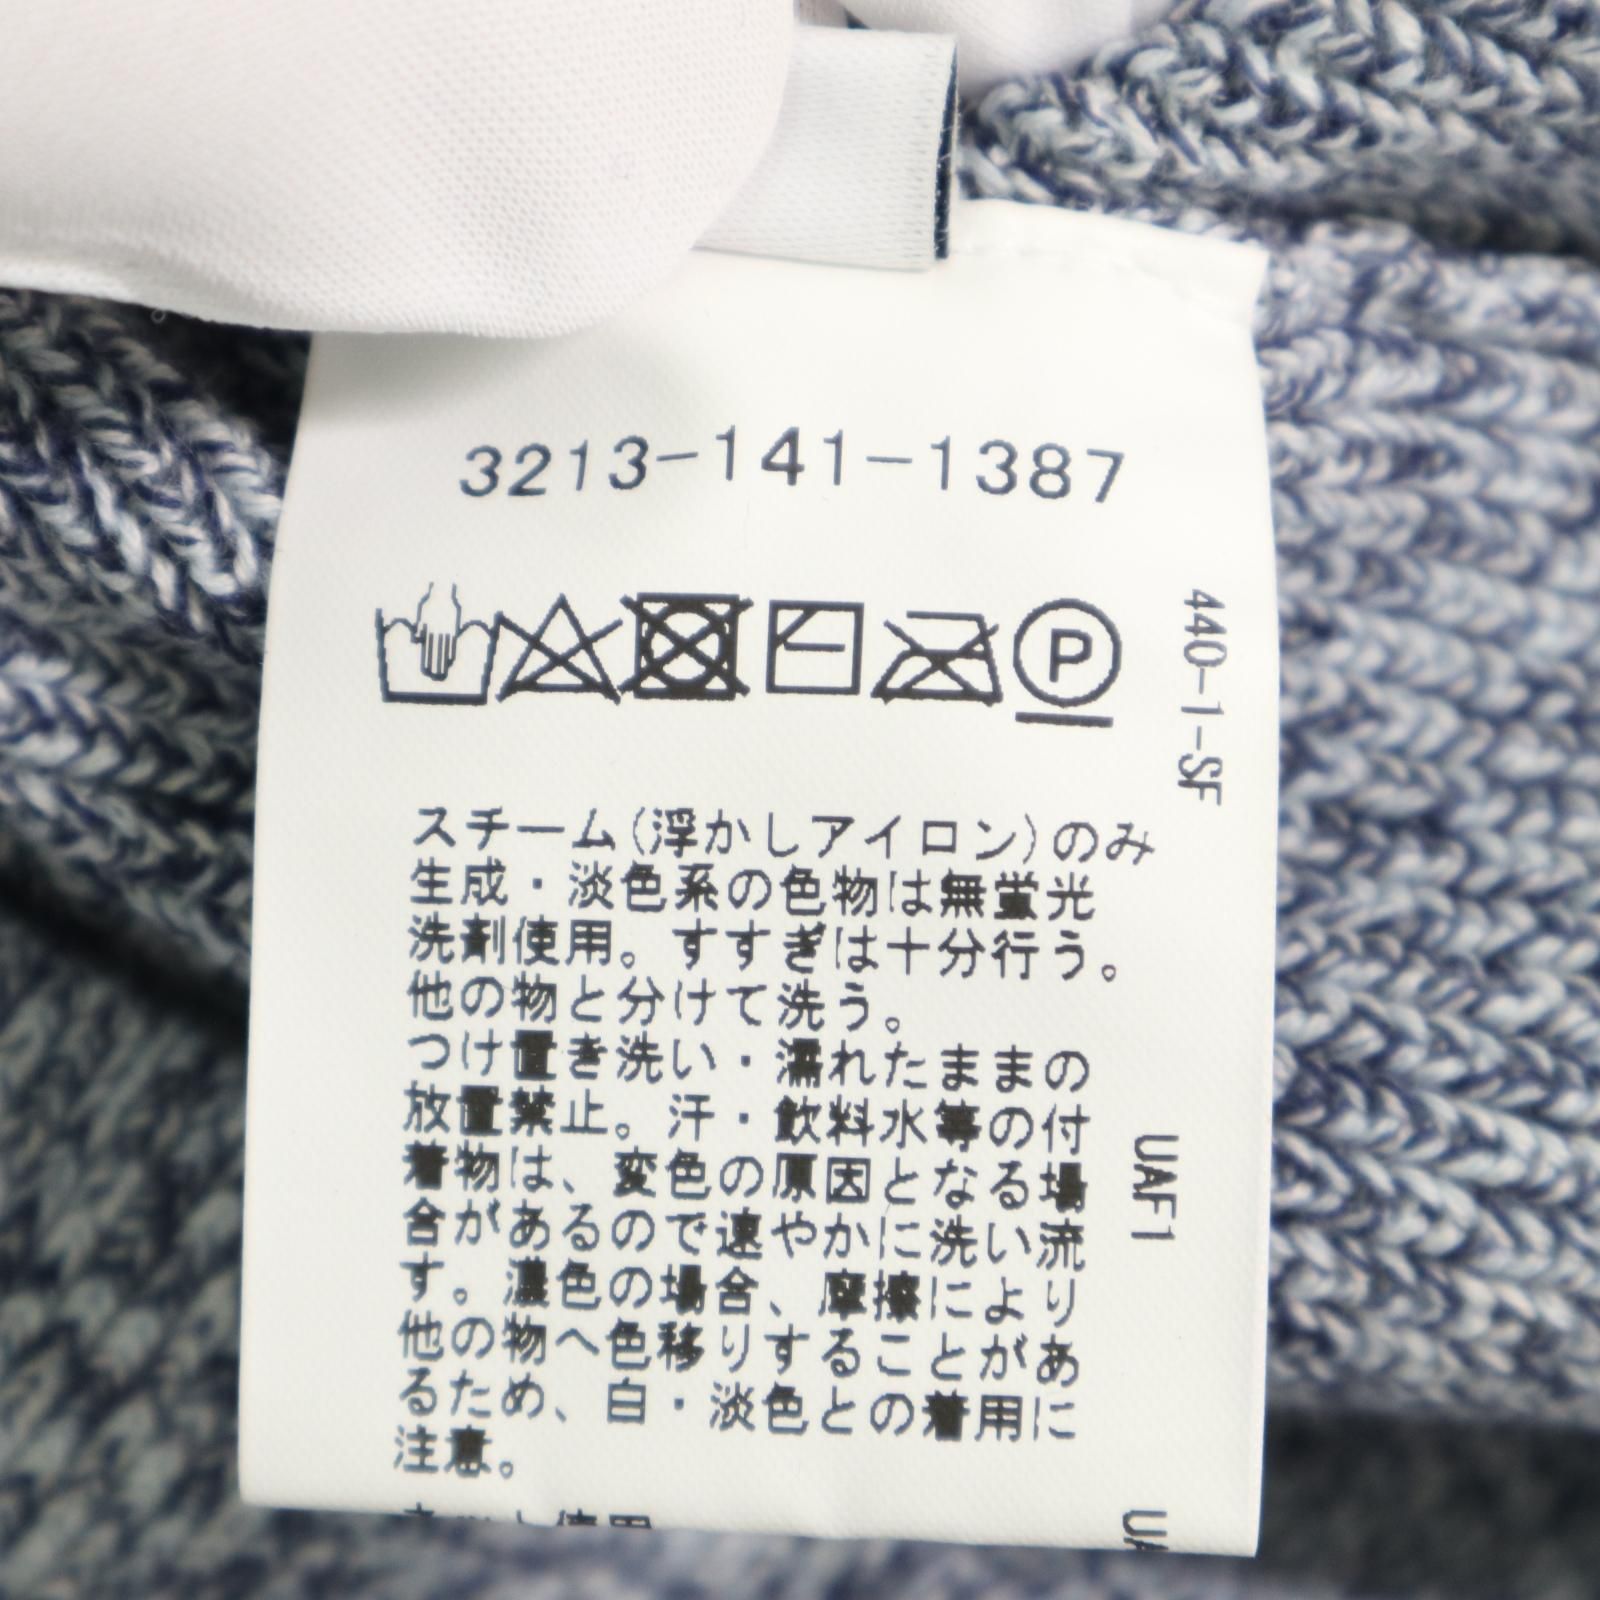 3213-141-1387
P
440-1-SF
スチーム(浮かしアイロン)のみ
生成・淡色系の色物は無蛍光
洗剤使用。すすぎは十分行う。
他の物と分けて洗う。
つけ置き洗い・濡れたままの
放置禁止。汗・飲料水等の付
着物は、変色の原因となる場
合があるので速やかに洗い流
す。濃色の場合、摩擦により
他の物へ色移りすることがあ
るため、白・淡色との着用に
注意。
UAF1
ネット使用
UA